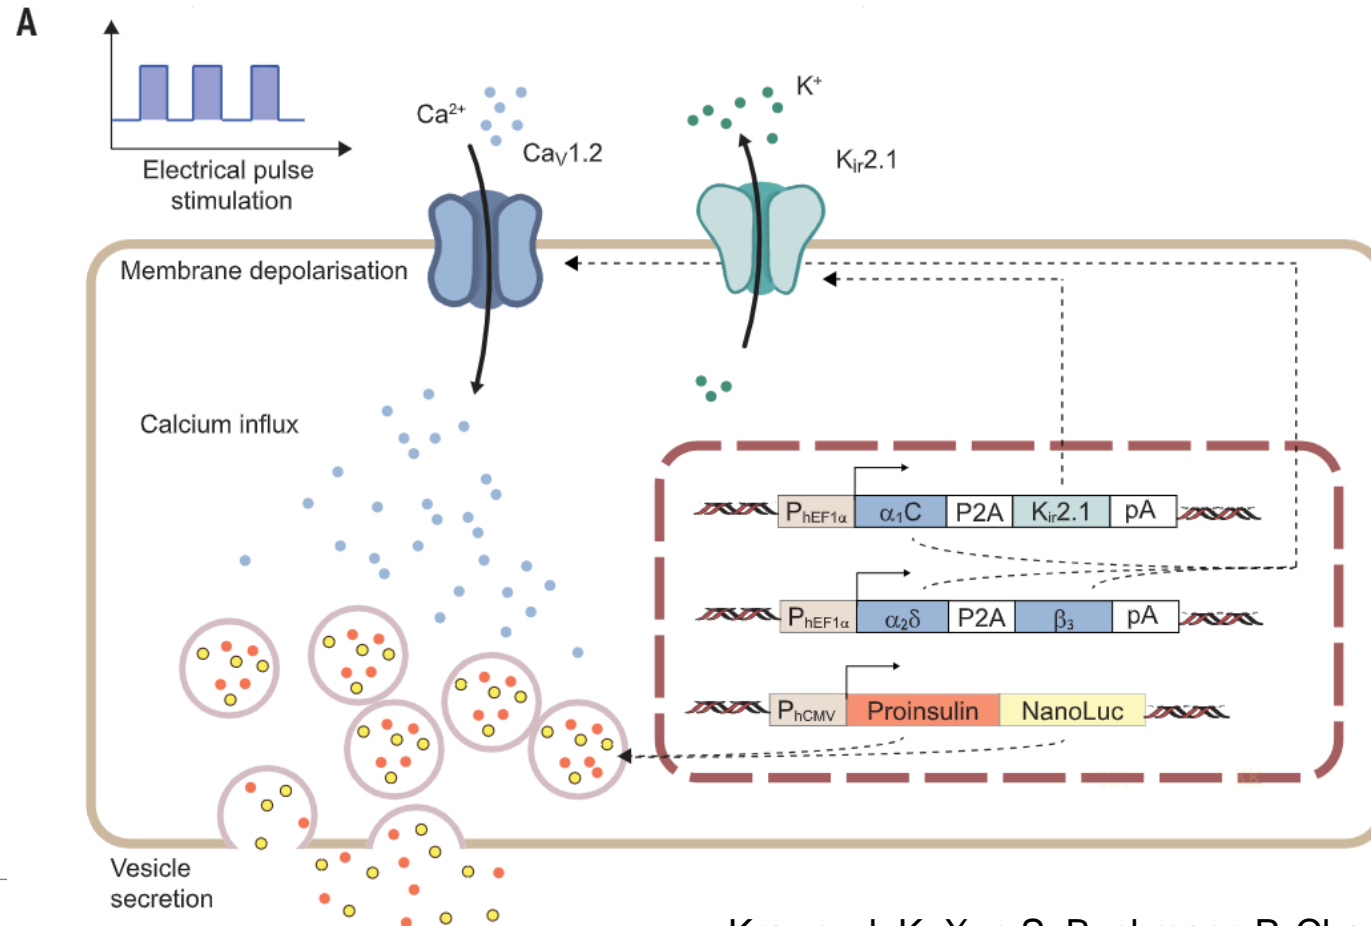 A
Electrical pulse
stimulation
Ca²⁺
CaV1.2
K⁺
Kir2.1
Membrane depolarisation
Calcium influx
PhEF1α α₁C P2A Kir2.1 pA
PhEF1α α₂δ P2A β₃ pA
PhCMV Proinsulin NanoLuc
Vesicle
secretion